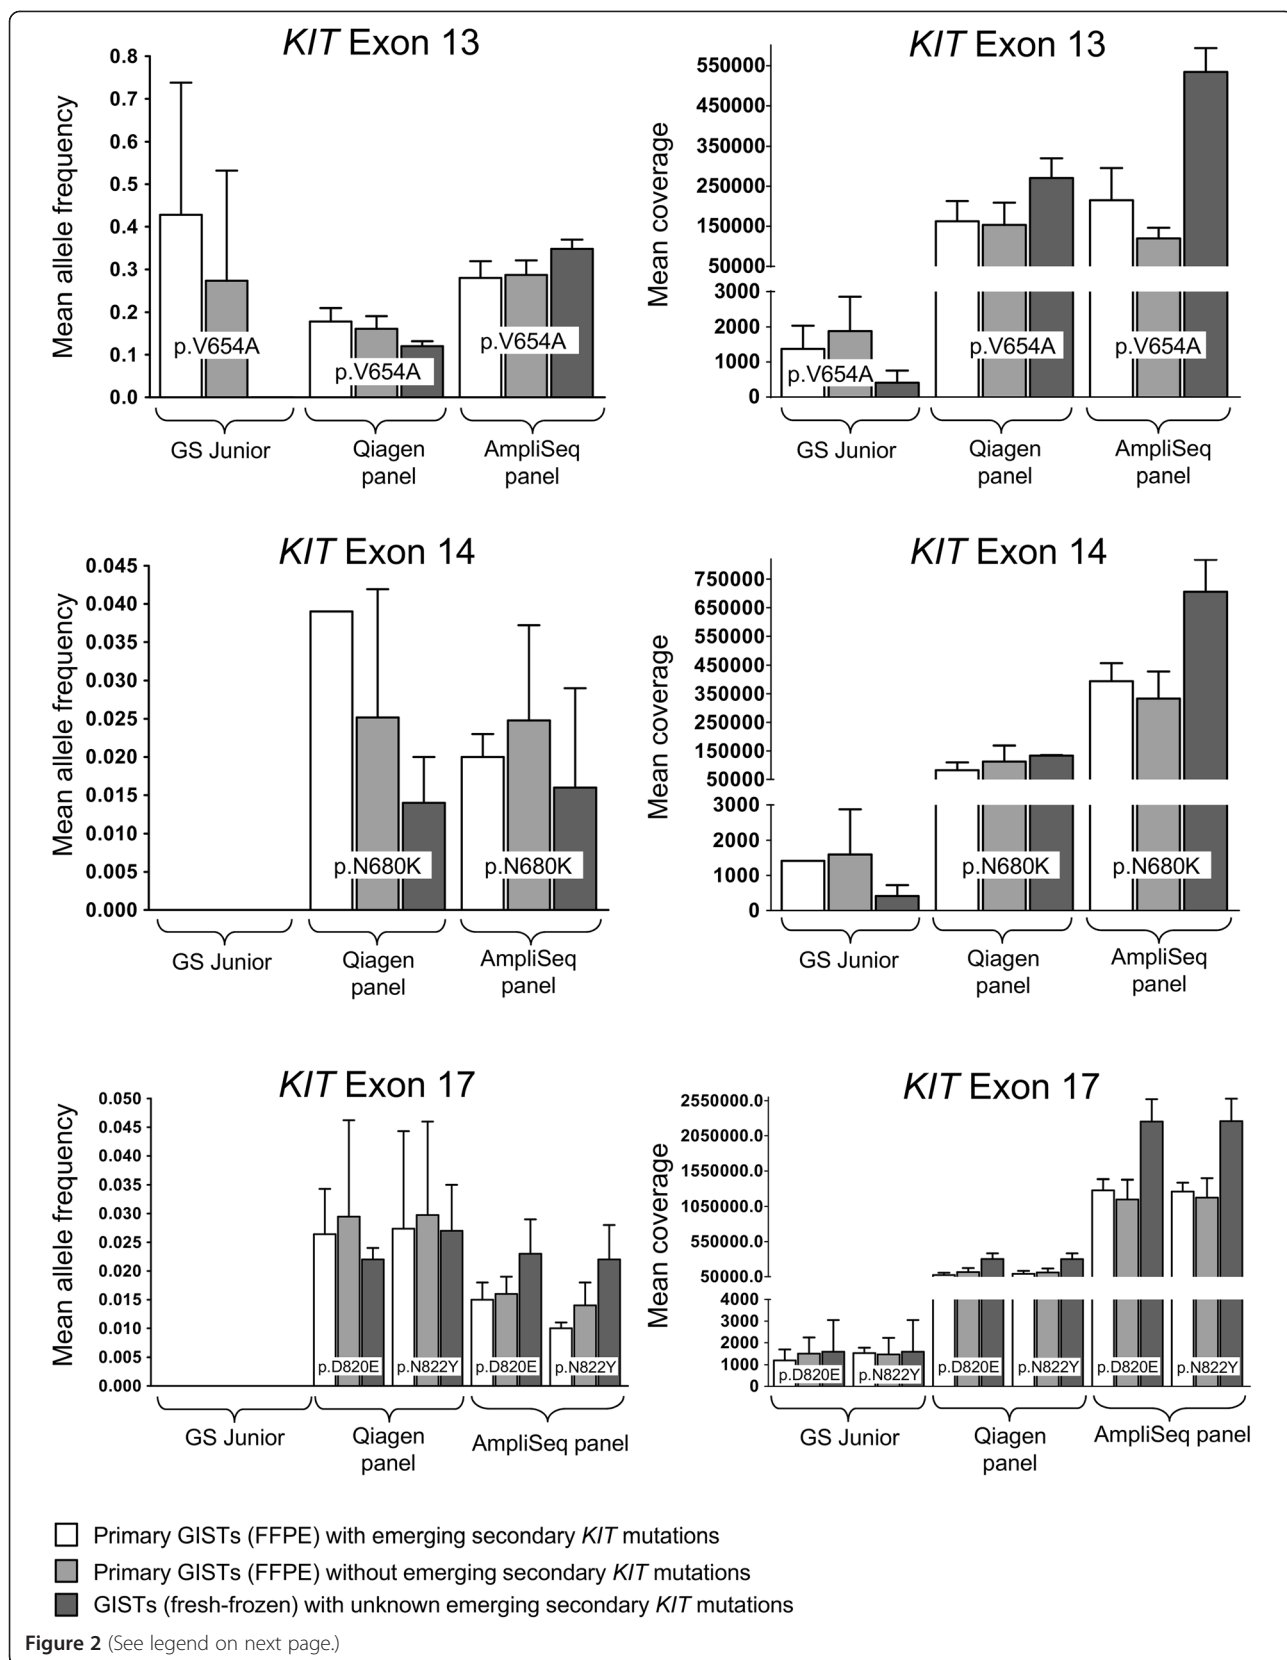 KIT Exon 13
Mean allele frequency
0.8
0.7
0.6
0.5
0.4
0.3
0.2
0.1
0.0
p.V654A
p.V654A
p.V654A
GS Junior
Qiagen
panel
AmpliSeq
panel
KIT Exon 13
Mean coverage
550000
450000
350000
250000
150000
50000
3000
2000
1000
0
p.V654A
p.V654A
p.V654A
GS Junior
Qiagen
panel
AmpliSeq
panel
KIT Exon 14
Mean allele frequency
0.045
0.040
0.035
0.030
0.025
0.020
0.015
0.010
0.005
0.000
p.N680K
p.N680K
GS Junior
Qiagen
panel
AmpliSeq
panel
KIT Exon 14
Mean coverage
750000
650000
550000
450000
350000
250000
150000
50000
3000
2000
1000
0
p.N680K
p.N680K
GS Junior
Qiagen
panel
AmpliSeq
panel
KIT Exon 17
Mean allele frequency
0.050
0.045
0.040
0.035
0.030
0.025
0.020
0.015
0.010
0.005
0.000
p.D820E
p.N822Y
p.D820E
p.N822Y
GS Junior
Qiagen
panel
AmpliSeq panel
KIT Exon 17
Mean coverage
2550000.0
2050000.0
1550000.0
1050000.0
550000.0
50000.0
4000
3000
2000
1000
0
p.D820E
p.N822Y
p.D820E
p.N822Y
p.D820E
p.N822Y
GS Junior
Qiagen
panel
AmpliSeq panel
Primary GISTs (FFPE) with emerging secondary KIT mutations
Primary GISTs (FFPE) without emerging secondary KIT mutations
GISTs (fresh-frozen) with unknown emerging secondary KIT mutations
Figure 2 (See legend on next page.)